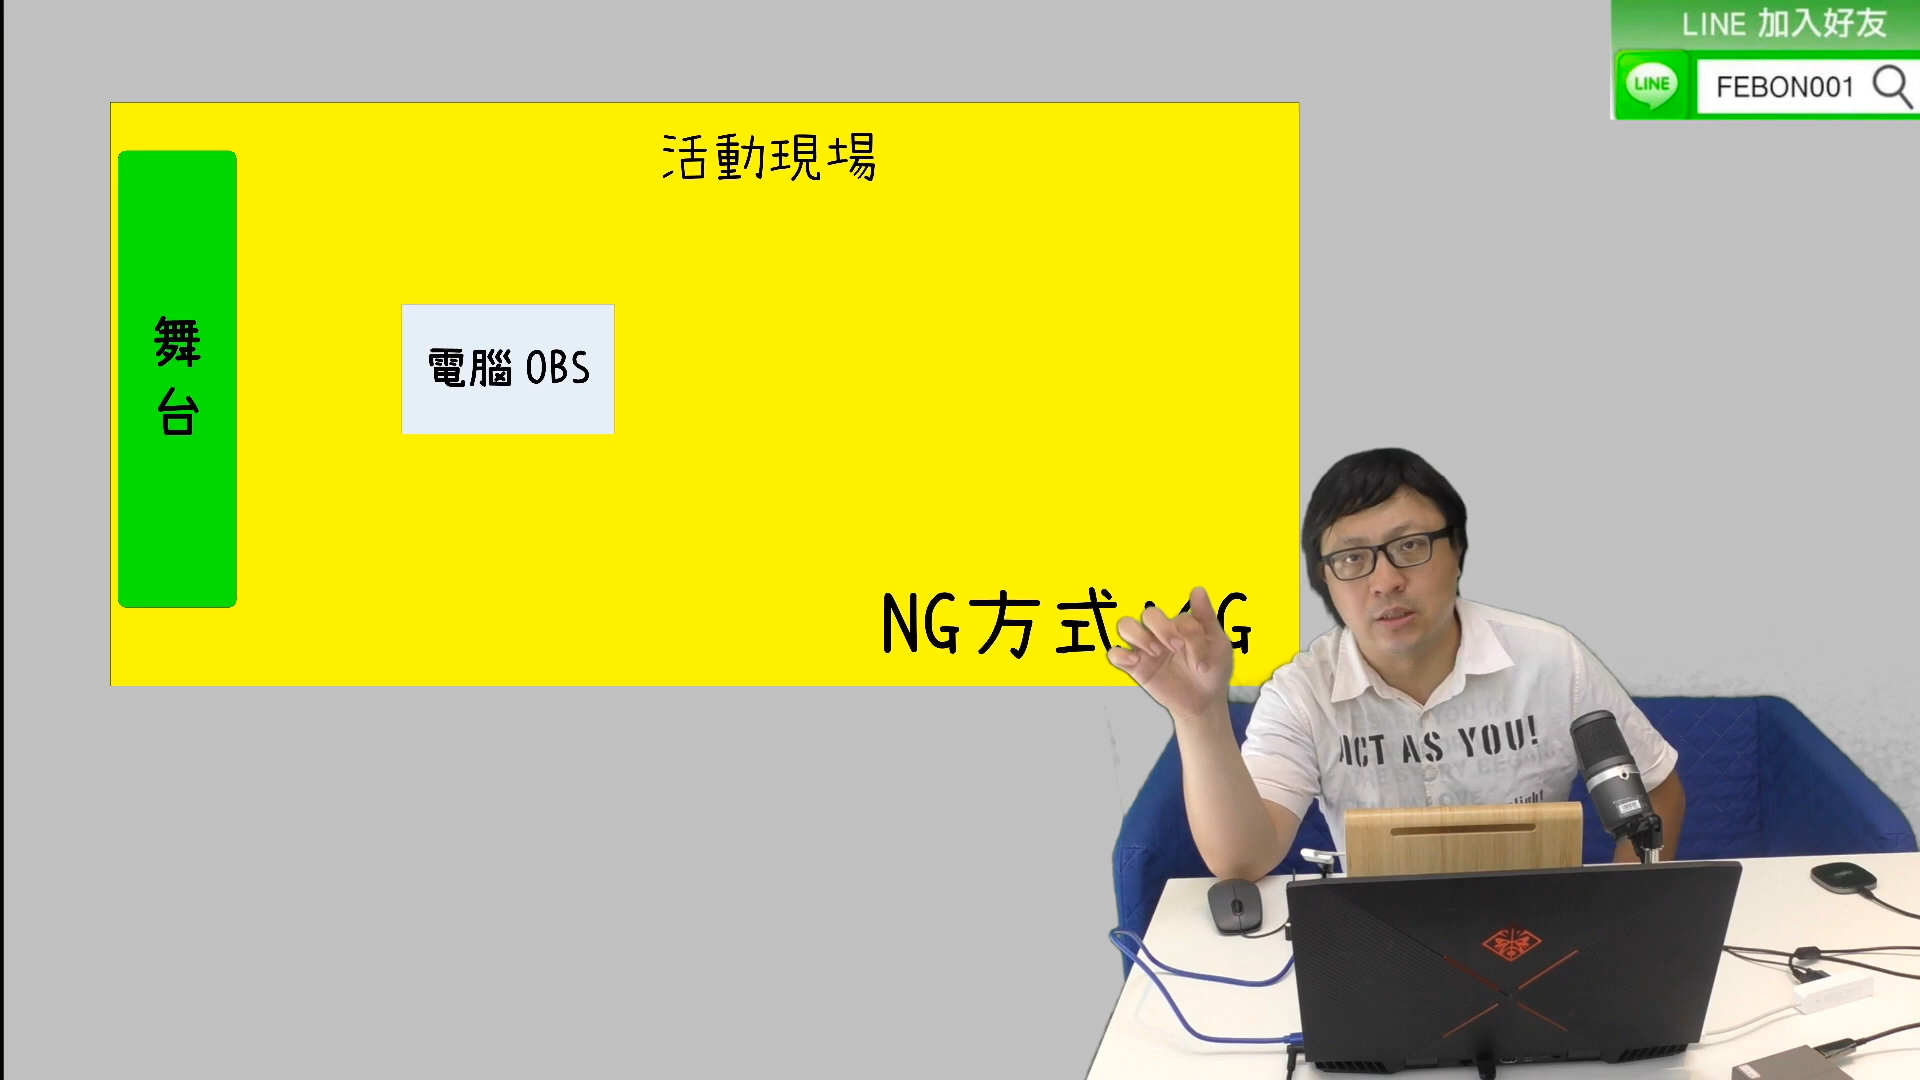 LINE 加入好友
LINE
FEBON001
活動現場
舞台
電腦 OBS
NG方式
G
ACT AS YOU!